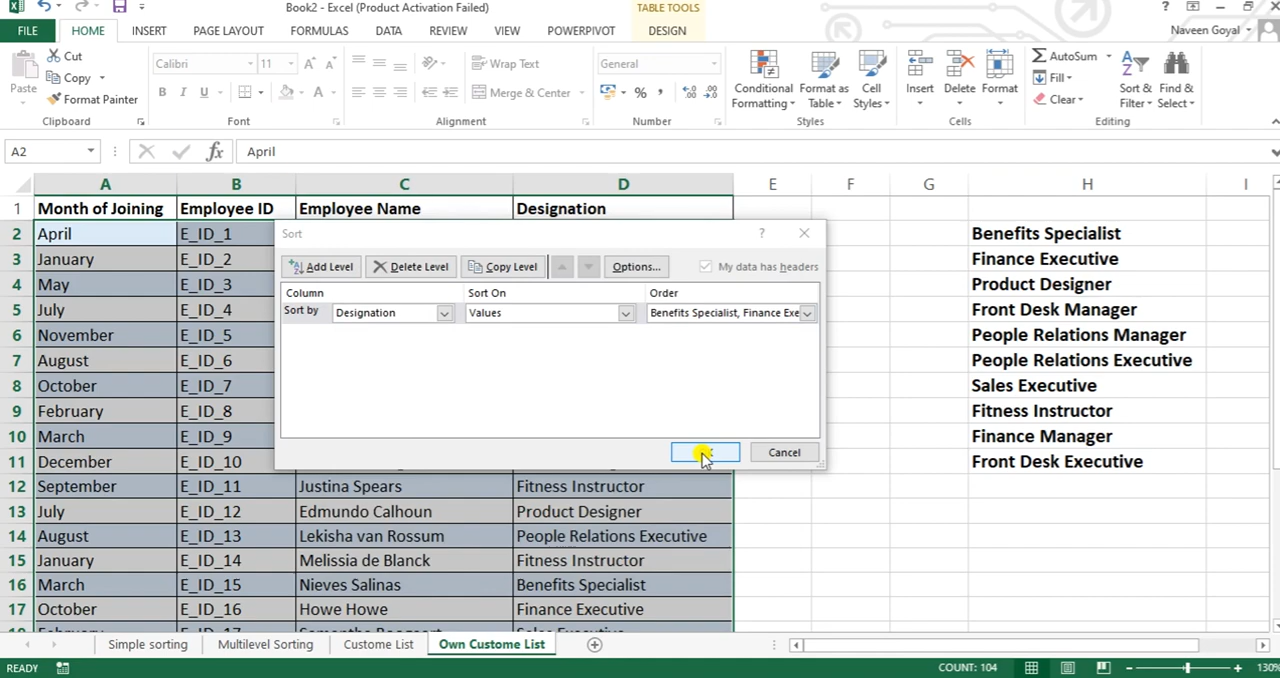 Book2 - Excel (Product Activation Failed)
TABLE TOOLS
?
FILE HOME INSERT PAGE LAYOUT FORMULAS DATA REVIEW VIEW POWERPIVOT DESIGN
Naveen Goyal
Paste
Cut
Copy
Format Painter
Clipboard
Calibri 11
B I U A
Font
Wrap Text
Merge & Center
Alignment
General
% ,
Number
Conditional Formatting
Format as Table
Cell Styles
Styles
Insert Delete Format
Cells
AutoSum
Fill
Clear
Sort & Filter
Find & Select
Editing
A2 fx April
A B C D E F G H I
1 Month of Joining Employee ID Employee Name Designation
2 April E_ID_1 Benefits Specialist
3 January E_ID_2 Finance Executive
4 May E_ID_3 Product Designer
5 July E_ID_4 Front Desk Manager
6 November E_ID_5 People Relations Manager
7 August E_ID_6 People Relations Executive
8 October E_ID_7 Sales Executive
9 February E_ID_8 Fitness Instructor
10 March E_ID_9 Finance Manager
11 December E_ID_10 Front Desk Executive
12 September E_ID_11 Justina Spears Fitness Instructor
13 July E_ID_12 Edmundo Calhoun Product Designer
14 August E_ID_13 Lekisha van Rossum People Relations Executive
15 January E_ID_14 Melissia de Blanck Fitness Instructor
16 March E_ID_15 Nieves Salinas Benefits Specialist
17 October E_ID_16 Howe Howe Finance Executive
Sort ?
Add Level Delete Level Copy Level Options... My data has headers
Column Sort On Order
Sort by Designation Values Benefits Specialist, Finance Exe
Cancel
Simple sorting Multilevel Sorting Custome List Own Custome List
READY COUNT: 104 130%